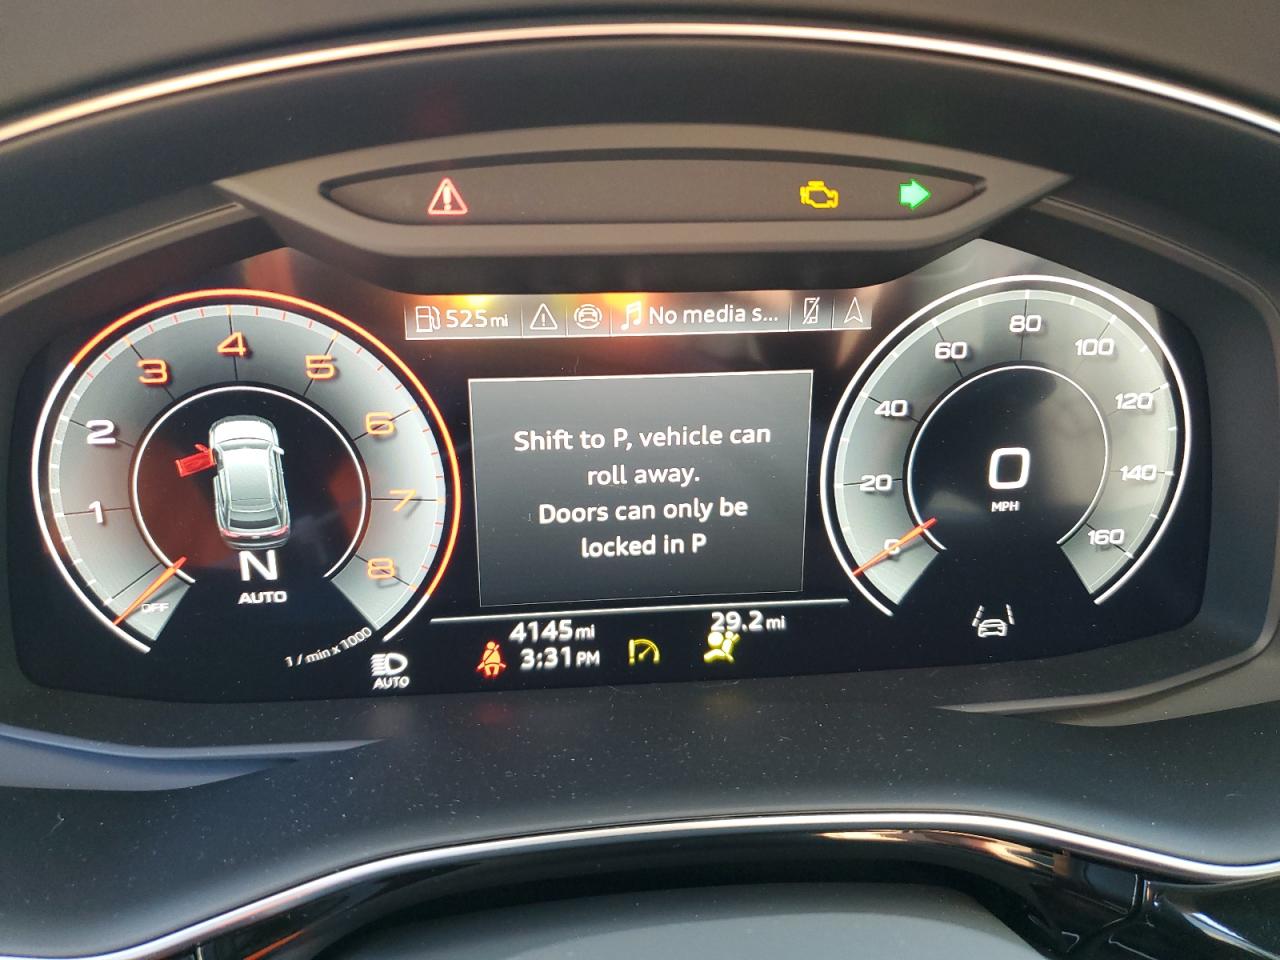 525mi
No media s...
1
2
3
4
5
6
7
8
OFF
N
AUTO
1 / min x 1000
Shift to P, vehicle can
roll away.
Doors can only be
locked in P
0
20
40
60
80
100
120
140
160
0
MPH
AUTO
4145mi
3:31PM
29.2mi